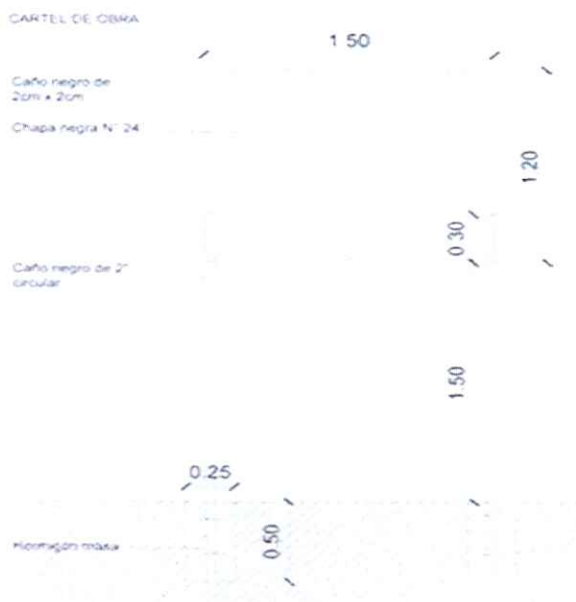 CARTEL DE OBRA
1.50
Caño negro de
2cm x 2cm
Chapa negra N° 24
1.20
0.30
Caño negro de 2"
circular
1.50
0.25
Hormigón masa
0.50